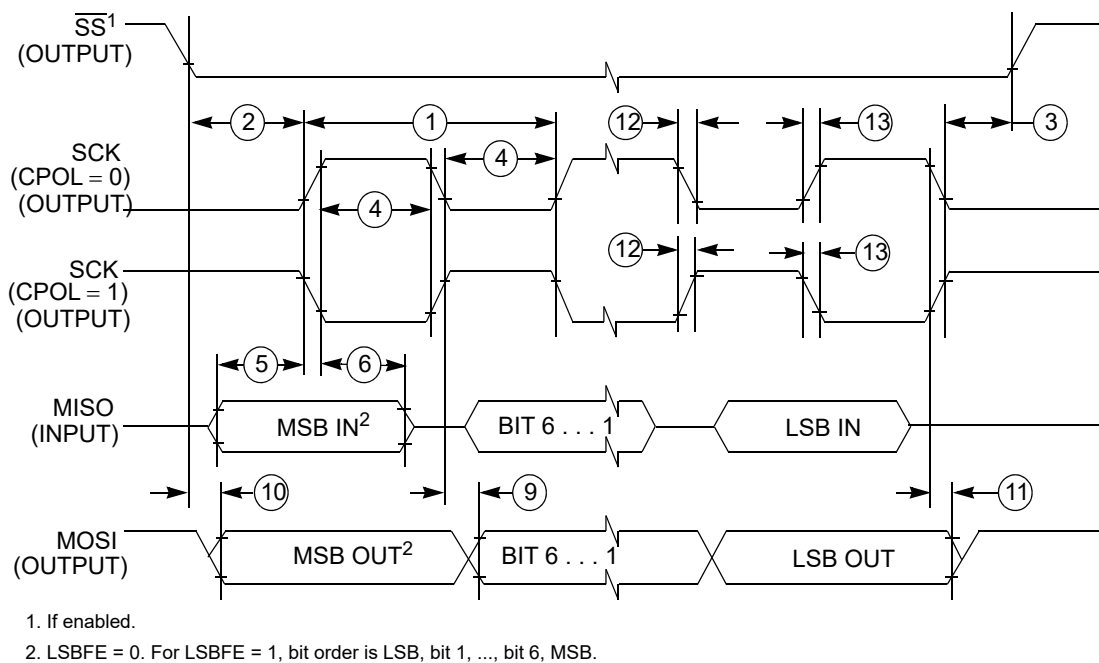 SS1
(OUTPUT)
2
1
12
13
3
SCK
(CPOL = 0)
(OUTPUT)
4
4
SCK
(CPOL = 1)
(OUTPUT)
12
13
5
6
MISO
(INPUT)
MSB IN2
BIT 6 . . . 1
LSB IN
10
9
11
MOSI
(OUTPUT)
MSB OUT2
BIT 6 . . . 1
LSB OUT
1. If enabled.
2. LSBFE = 0. For LSBFE = 1, bit order is LSB, bit 1, ..., bit 6, MSB.